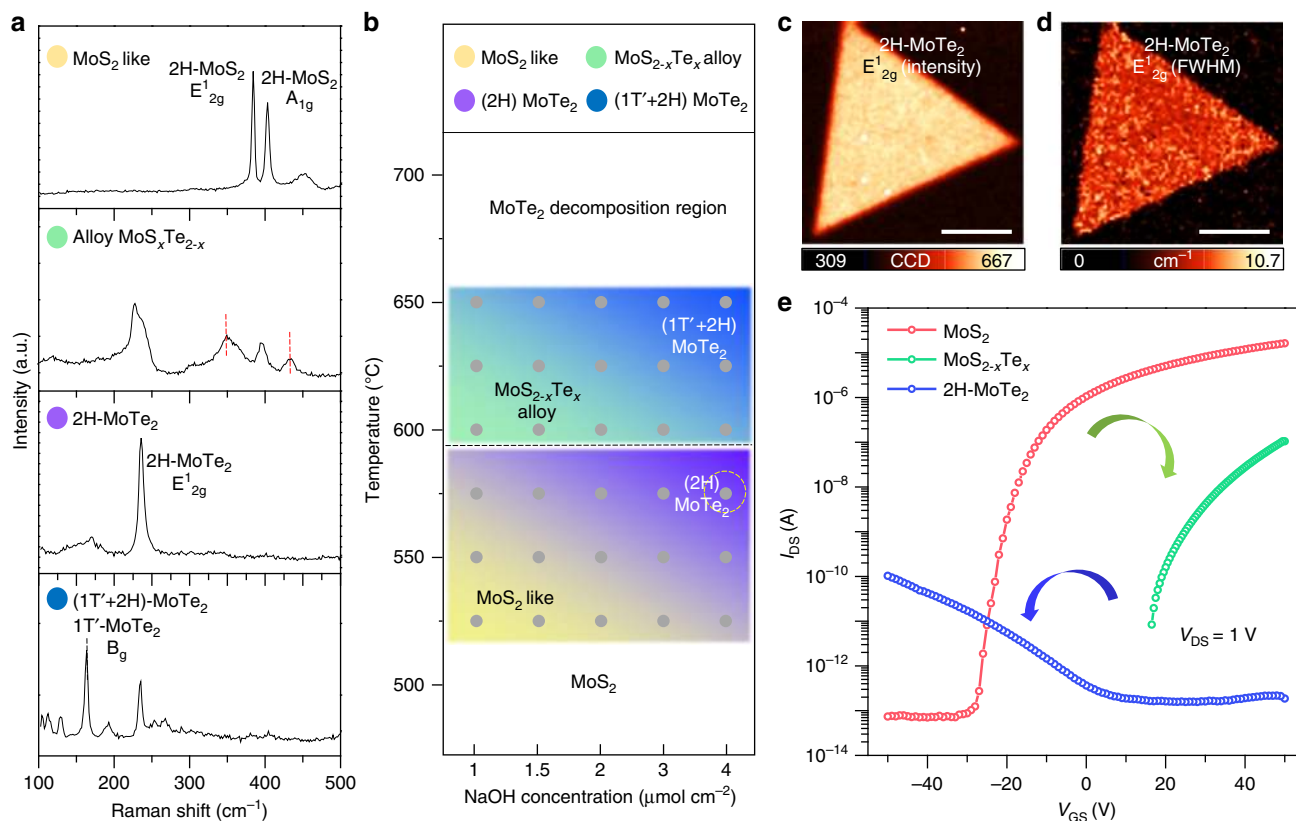 a
MoS₂ like
2H-MoS₂
E¹₂g
2H-MoS₂
A₁g
Alloy MoSₓTe₂₋ₓ
2H-MoTe₂
2H-MoTe₂
E¹₂g
(1T′+2H)-MoTe₂
1T′-MoTe₂
Bg
Intensity (a.u.)
100 200 300 400 500
Raman shift (cm⁻¹)
b
MoS₂ like
MoS₂₋ₓTeₓ alloy
(2H) MoTe₂
(1T′+2H) MoTe₂
700
650
600
550
500
Temperature (°C)
MoTe₂ decomposition region
(1T′+2H)
MoTe₂
MoS₂₋ₓTeₓ
alloy
(2H)
MoTe₂
MoS₂ like
MoS₂
1 1.5 2 3 4
NaOH concentration (μmol cm⁻²)
c
2H-MoTe₂
E¹₂g (intensity)
309 CCD 667
d
2H-MoTe₂
E¹₂g (FWHM)
0 cm⁻¹ 10.7
e
MoS₂
MoS₂₋ₓTeₓ
2H-MoTe₂
10⁻⁴
10⁻⁶
10⁻⁸
10⁻¹⁰
10⁻¹²
10⁻¹⁴
I_DS (A)
V_DS = 1 V
−40 −20 0 20 40
V_GS (V)